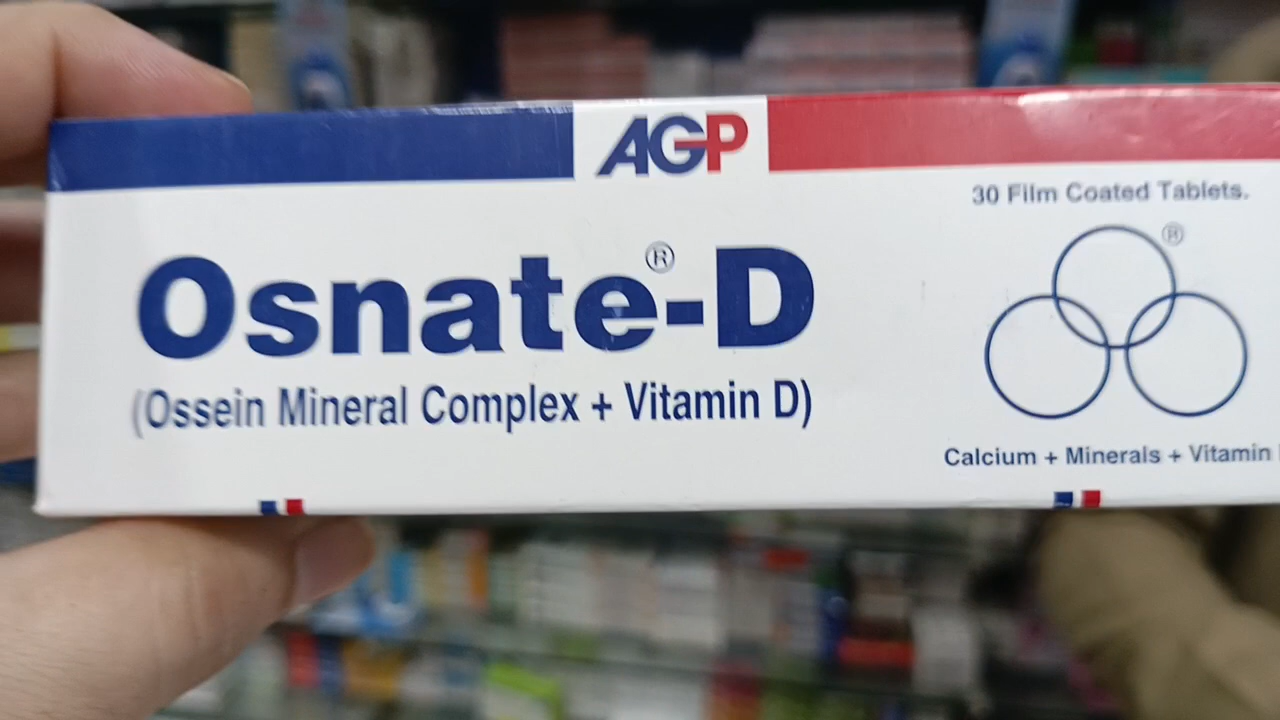 AGP
30 Film Coated Tablets.
Osnate®-D
(Ossein Mineral Complex + Vitamin D)
®
Calcium + Minerals + Vitamin